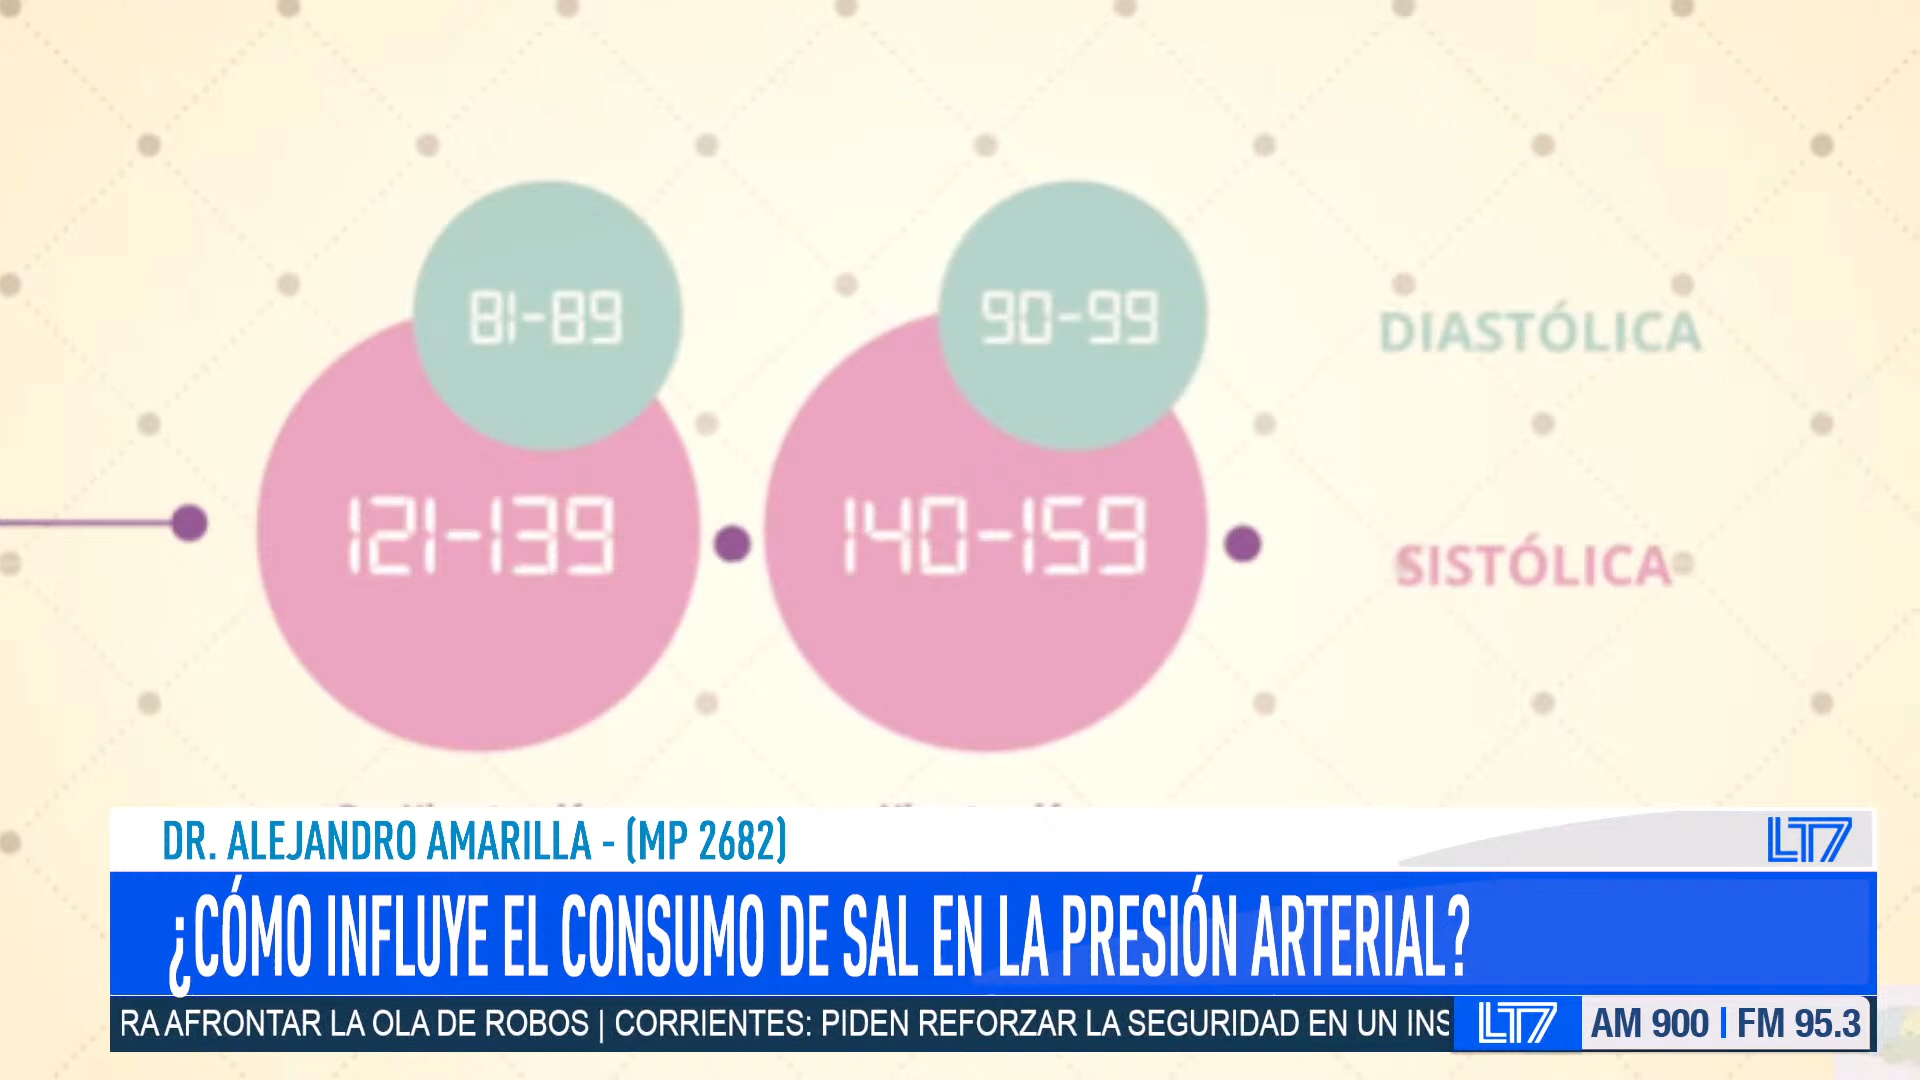 81-89
90-99
DIASTÓLICA
121-139
140-159
SISTÓLICA
DR. ALEJANDRO AMARILLA - (MP 2682)
LT7
¿CÓMO INFLUYE EL CONSUMO DE SAL EN LA PRESIÓN ARTERIAL?
RA AFRONTAR LA OLA DE ROBOS | CORRIENTES: PIDEN REFORZAR LA SEGURIDAD EN UN INS
LT7 AM 900 | FM 95.3